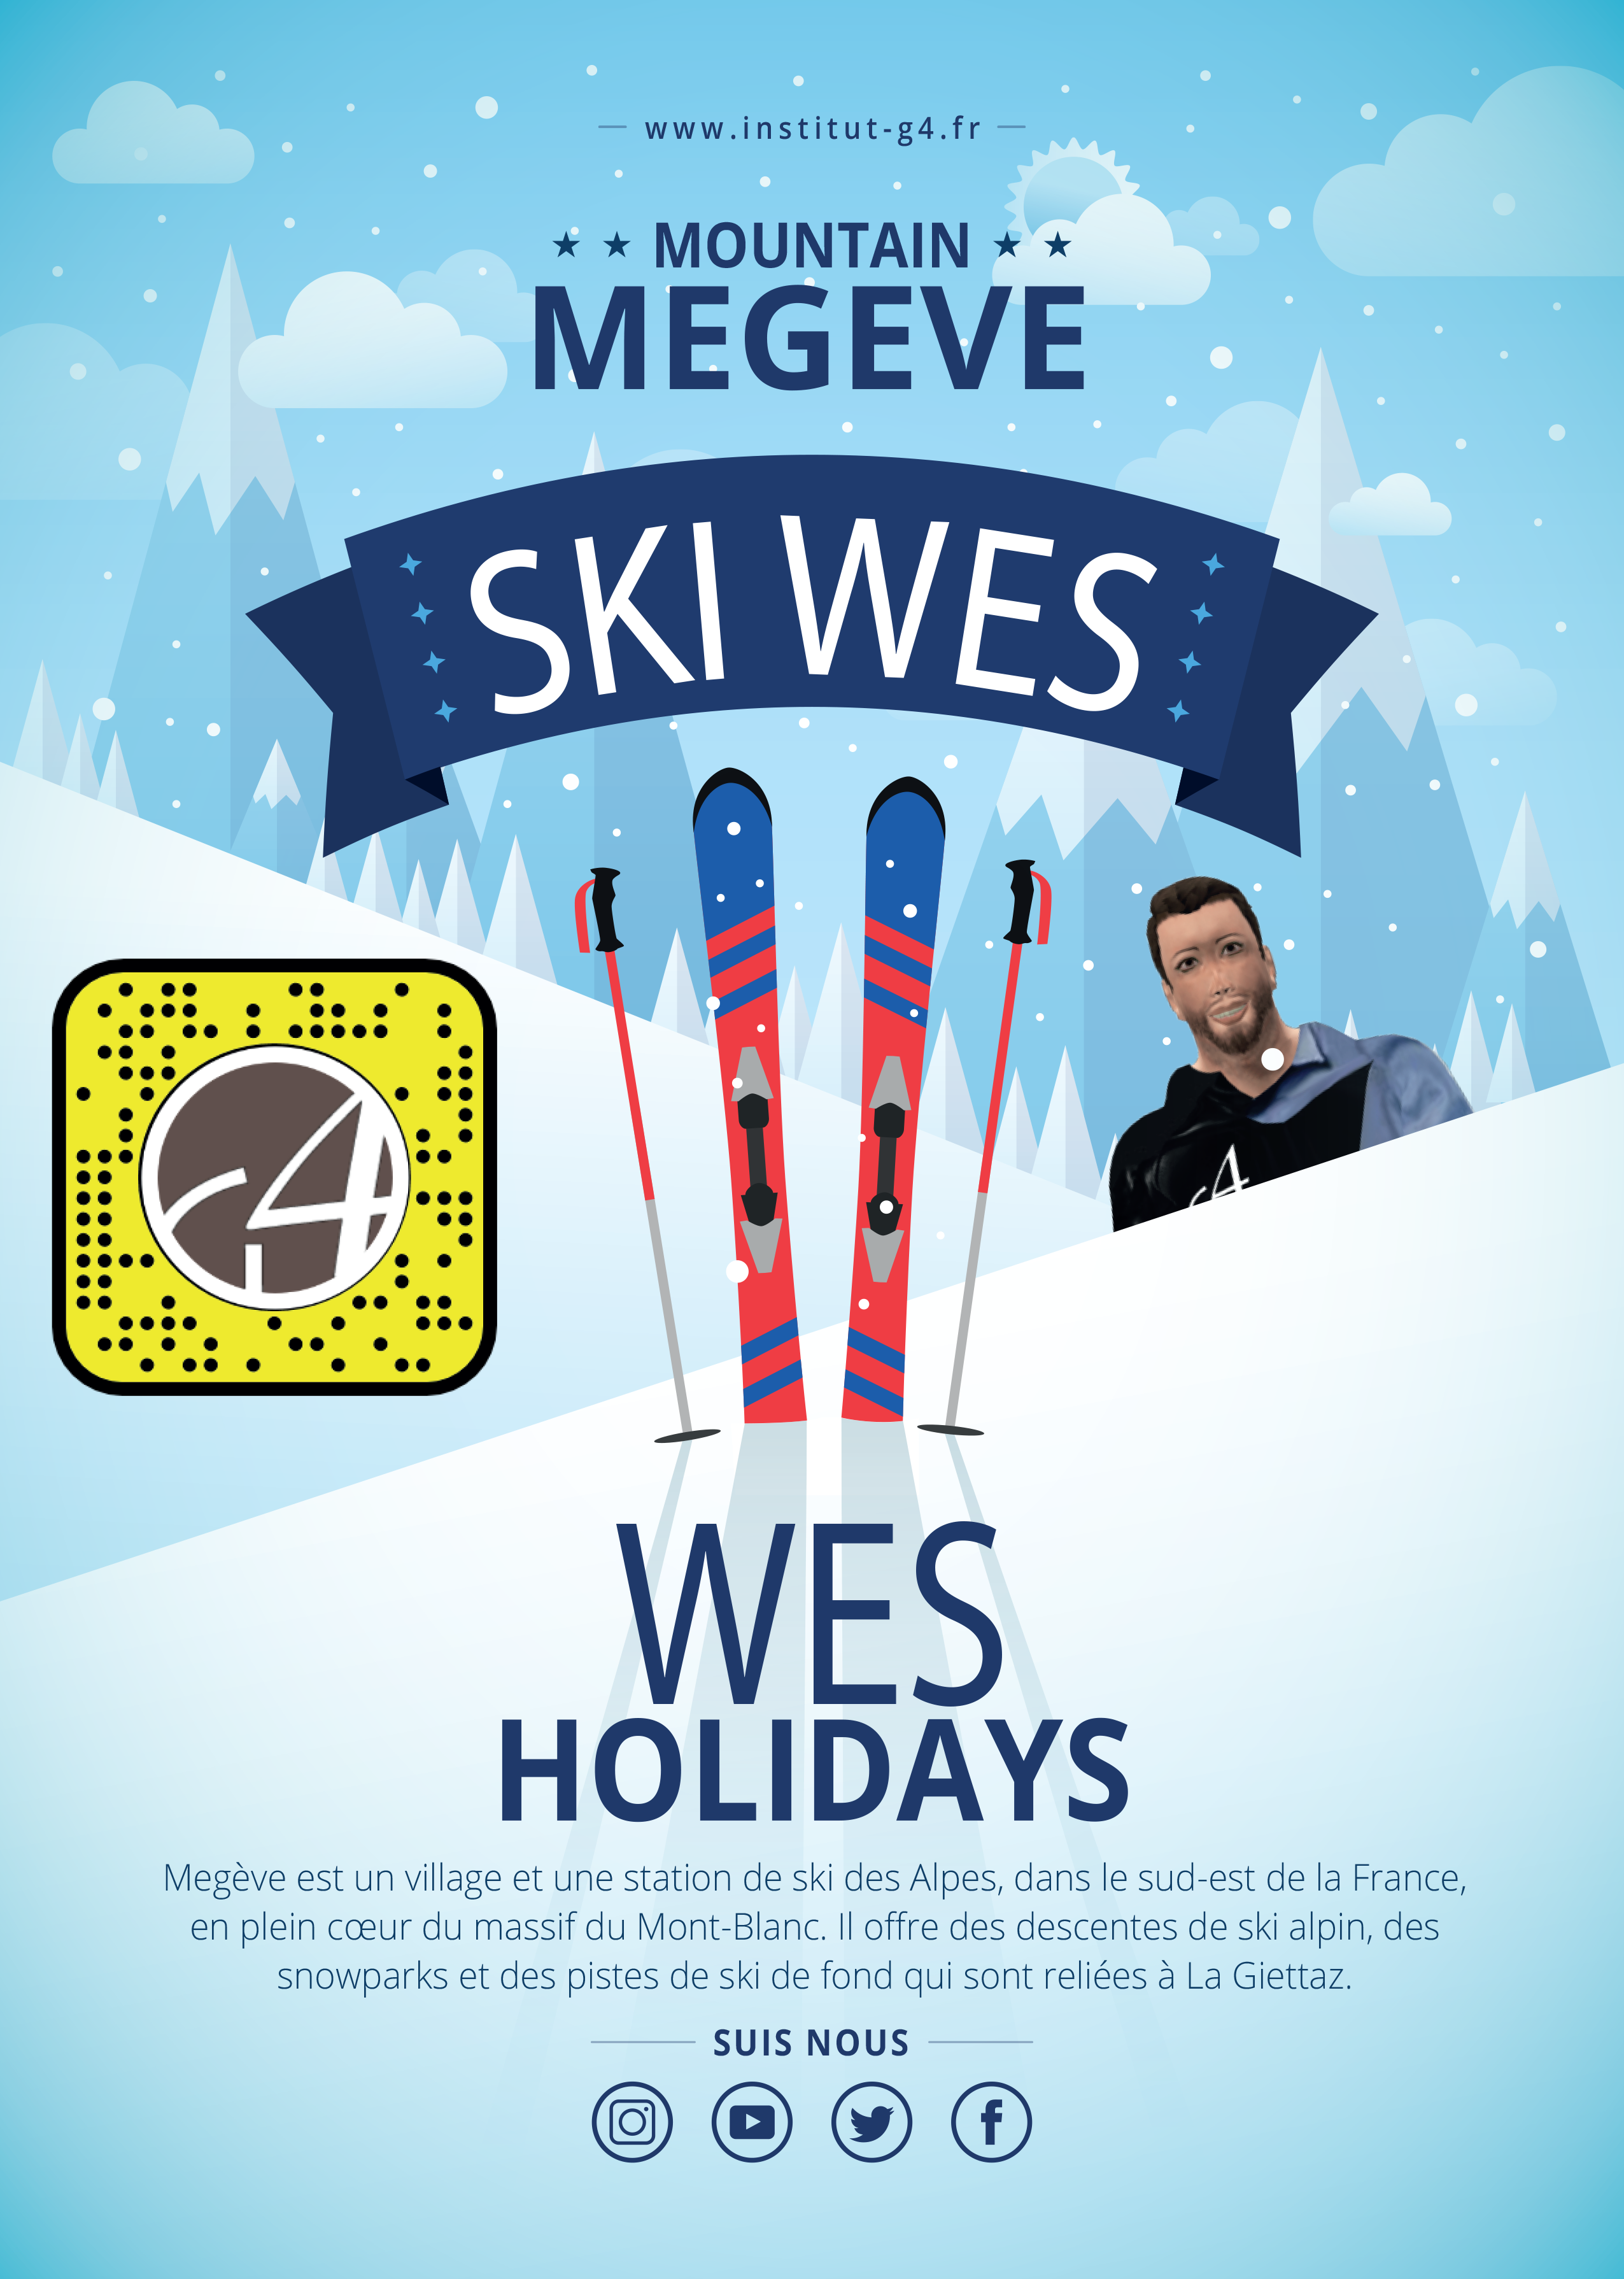 www.institut-g4.fr
MOUNTAIN
MEGEVE
SKI WES
G4
WES
HOLIDAYS
Megève est un village et une station de ski des Alpes, dans le sud-est de la France,
en plein cœur du massif du Mont-Blanc. Il offre des descentes de ski alpin, des
snowparks et des pistes de ski de fond qui sont reliées à La Giettaz.
SUIS NOUS